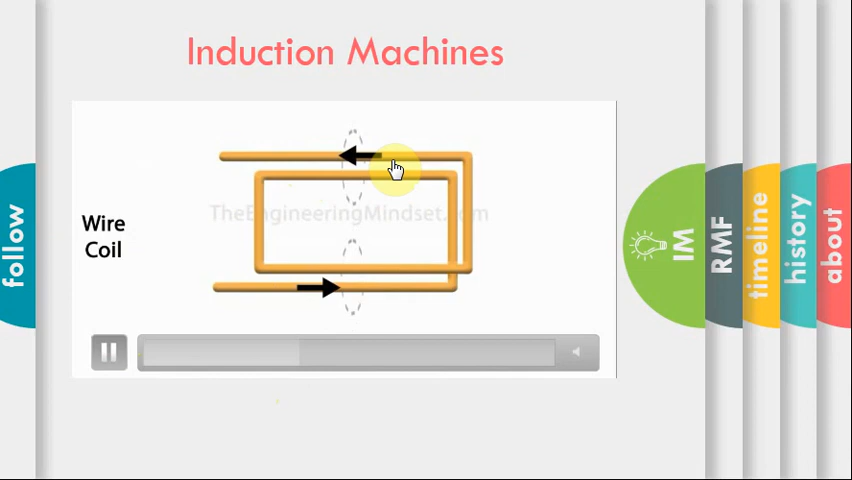 Induction Machines
TheEngineeringMindset.com
Wire
Coil
follow
IM
RMF
timeline
history
about